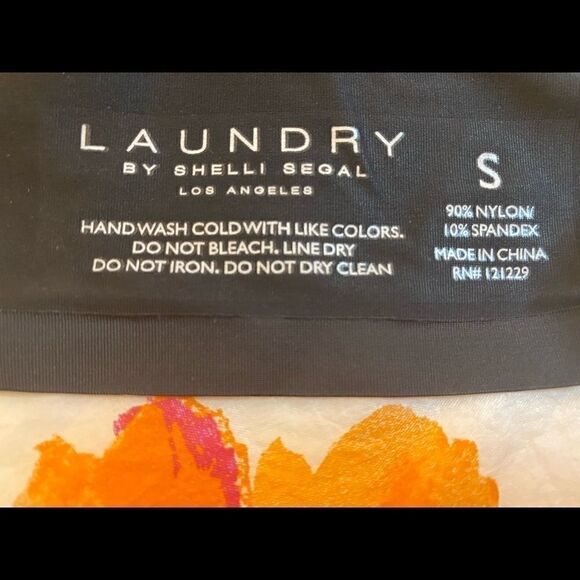 LAUNDRY
BY SHELLI SEGAL
LOS ANGELES
HAND WASH COLD WITH LIKE COLORS.
DO NOT BLEACH. LINE DRY
DO NOT IRON. DO NOT DRY CLEAN
S
90% NYLON/
10% SPANDEX
MADE IN CHINA
RN# 121229